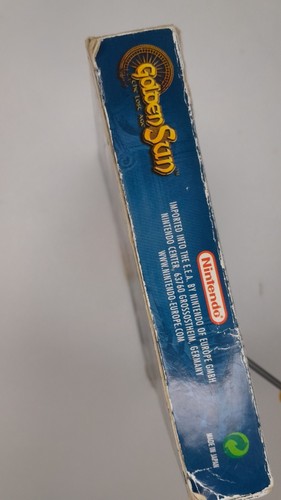 Golden Sun
The Lost Age
Nintendo
IMPORTED INTO THE E.E.A. BY NINTENDO OF EUROPE GMBH
NINTENDO CENTER, 63760 GROSSOSTHEIM, GERMANY
WWW.NINTENDO-EUROPE.COM
MADE IN JAPAN